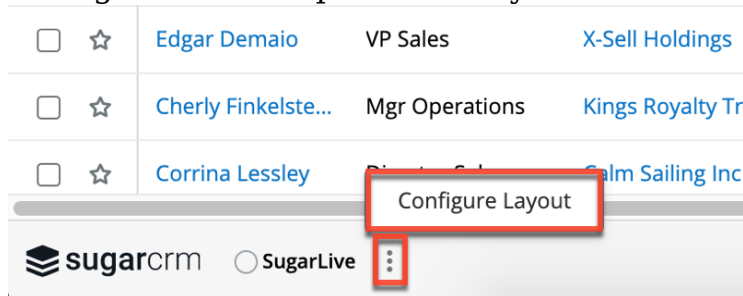 Edgar Demaio VP Sales X-Sell Holdings
Cherly Finkelste... Mgr Operations Kings Royalty Tr
Corrina Lessley Calm Sailing Inc
Configure Layout
sugarcrm SugarLive